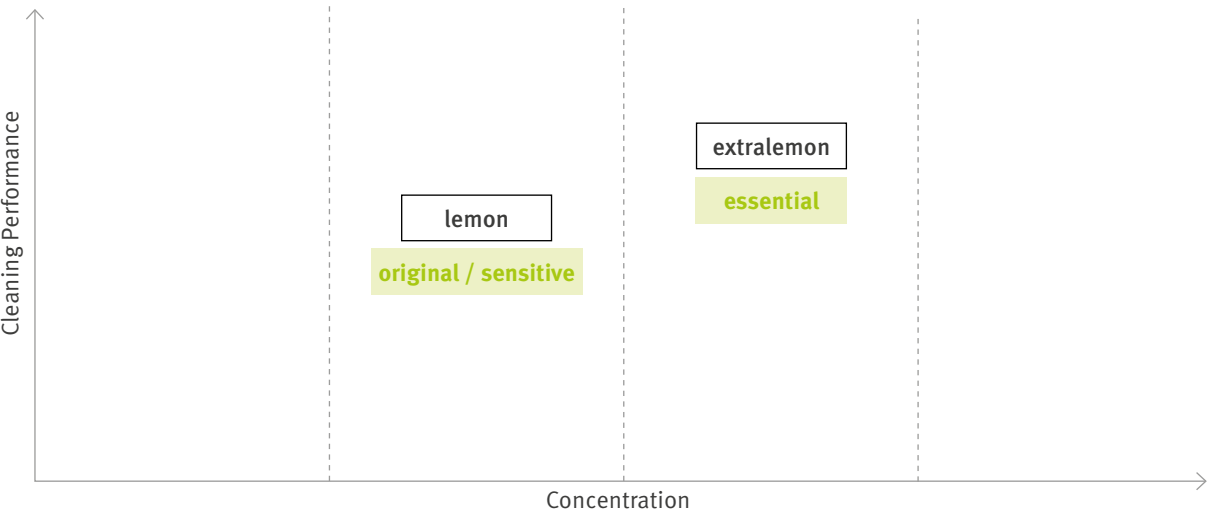 Cleaning Performance
extralemon
essential
lemon
original / sensitive
Concentration